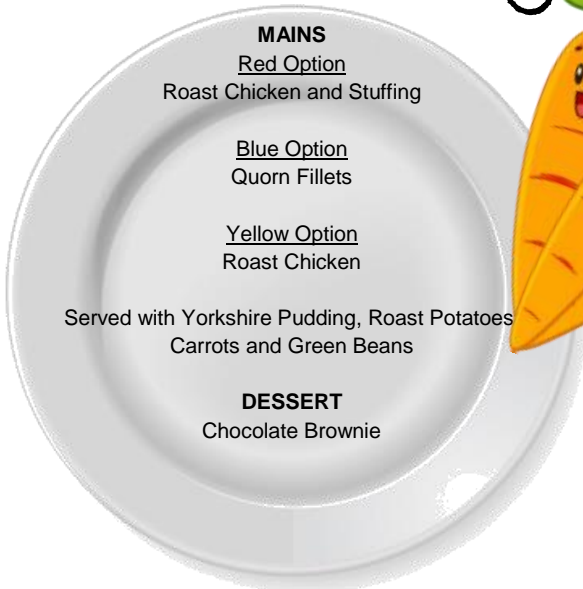 MAINS
Red Option
Roast Chicken and Stuffing
Blue Option
Quorn Fillets
Yellow Option
Roast Chicken
Served with Yorkshire Pudding, Roast Potatoes
Carrots and Green Beans
DESSERT
Chocolate Brownie